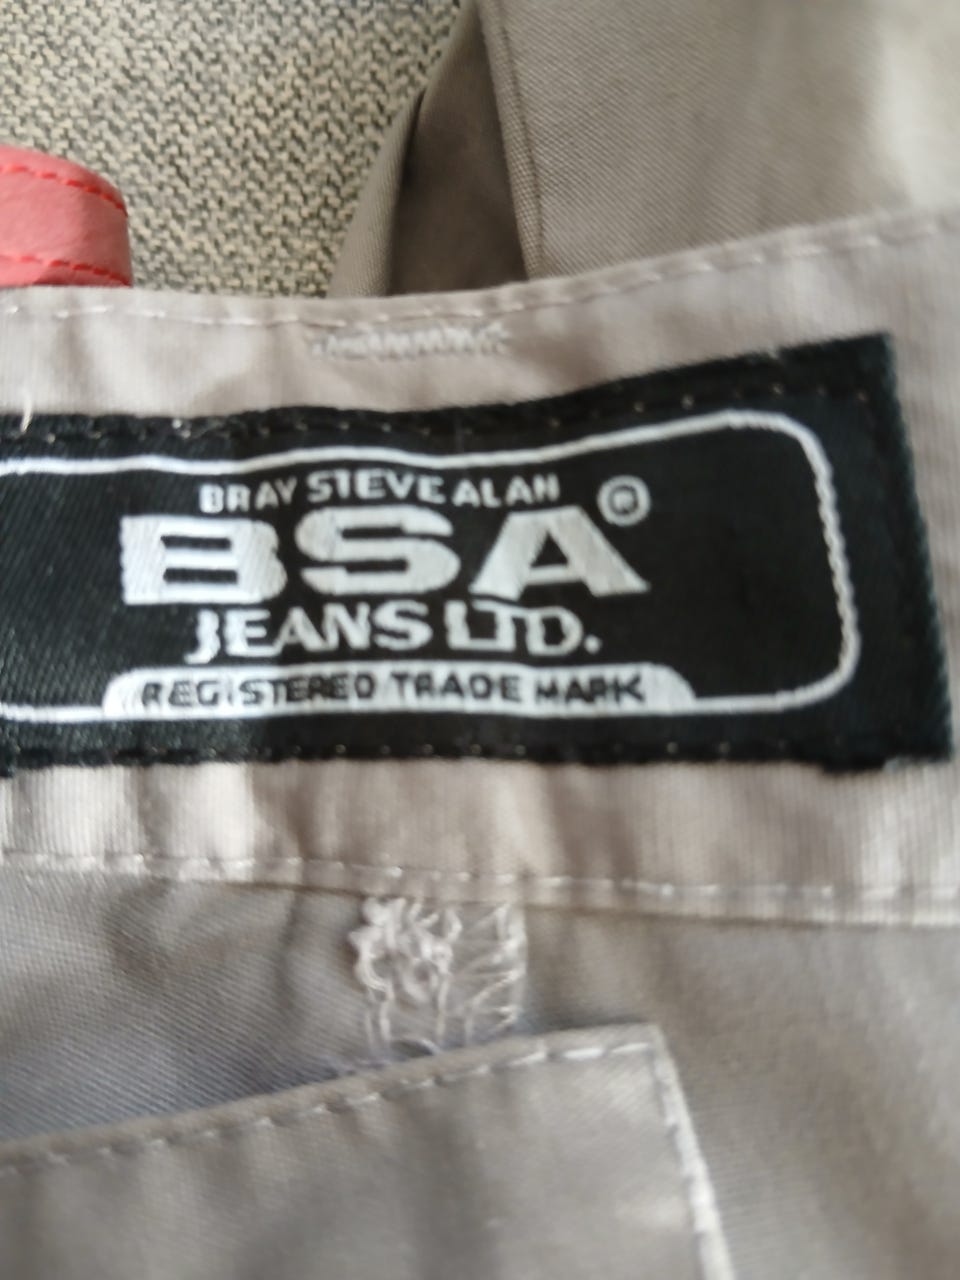 BRAY STEVE ALAN
BSA®
JEANS LTD.
REGISTERED TRADE MARK